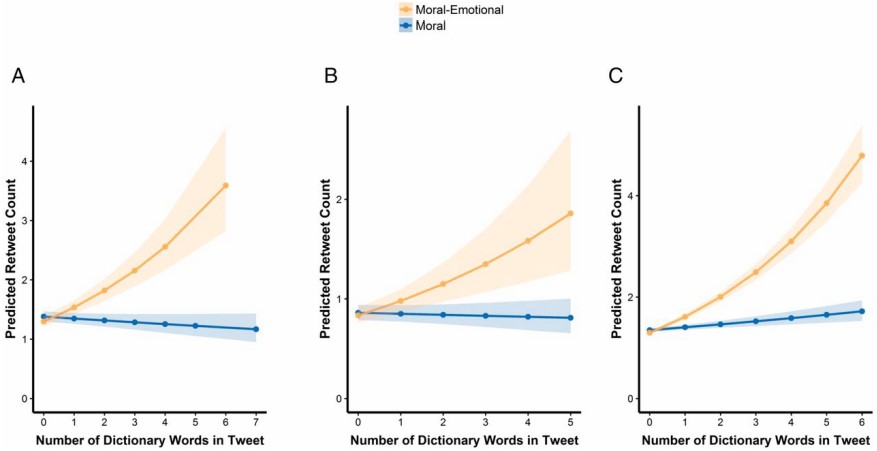 Moral-Emotional
Moral
A
B
C
Predicted Retweet Count
4
3
2
1
0
0 1 2 3 4 5 6 7
Number of Dictionary Words in Tweet
Predicted Retweet Count
2
1
0
0 1 2 3 4 5
Number of Dictionary Words in Tweet
Predicted Retweet Count
4
2
0
0 1 2 3 4 5 6
Number of Dictionary Words in Tweet